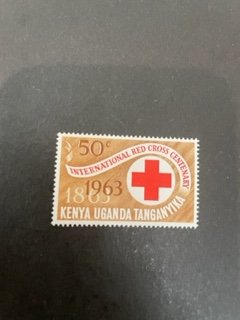 50c
INTERNATIONAL RED CROSS CENTENARY
1963
1863
KENYA UGANDA TANGANYIKA